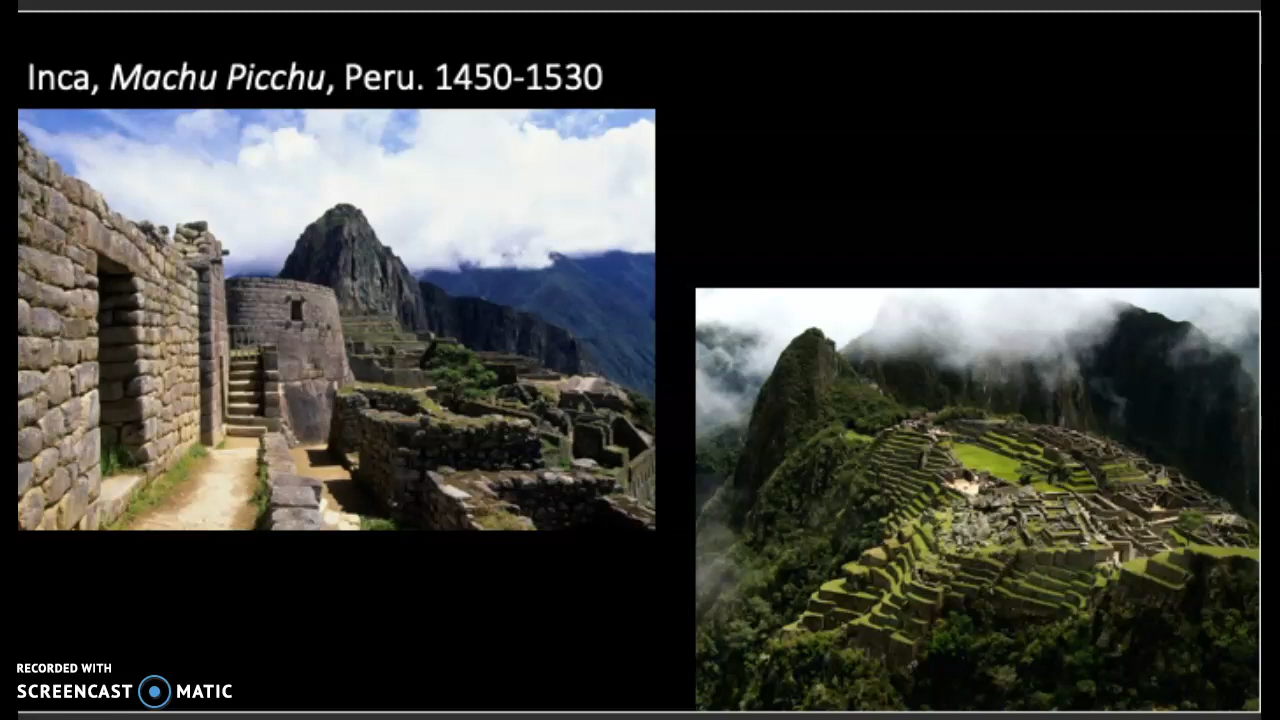 Inca, Machu Picchu, Peru. 1450-1530
RECORDED WITH
SCREENCAST MATIC